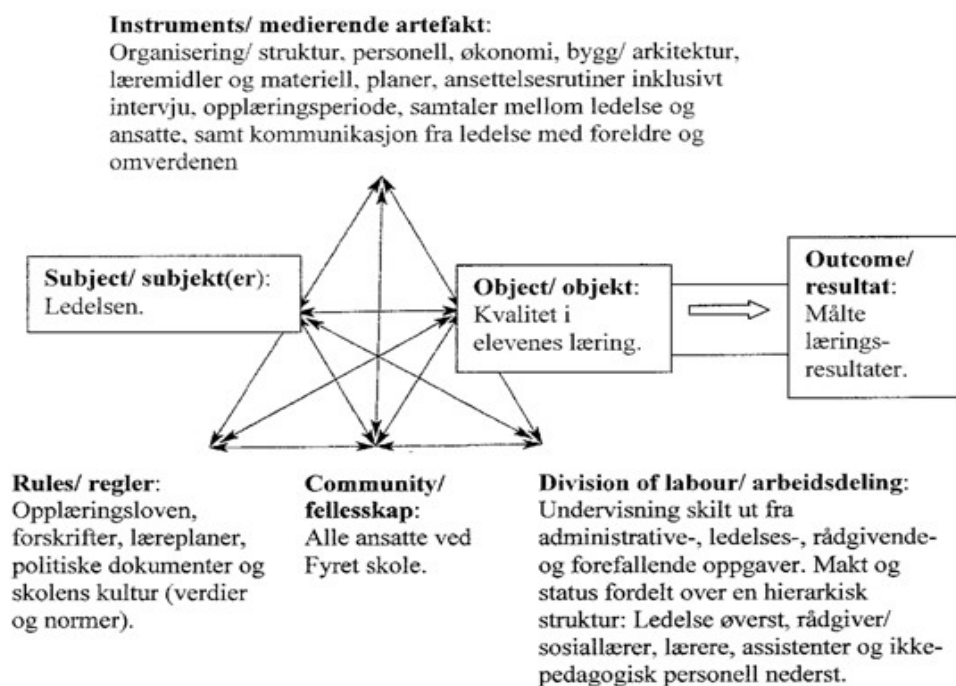 Instruments/ medierende artefakt:
Organisering/ struktur, personell, økonomi, bygg/ arkitektur,
læremidler og materiell, planer, ansettelsesrutiner inklusivt
intervju, opplæringsperiode, samtaler mellom ledelse og
ansatte, samt kommunikasjon fra ledelse med foreldre og
omverdenen
Subject/ subjekt(er):
Ledelsen.
Object/ objekt:
Kvalitet i
elevenes læring.
Outcome/
resultat:
Målte
lærings-
resultater.
Rules/ regler:
Opplæringsloven,
forskrifter, læreplaner,
politiske dokumenter og
skolens kultur (verdier
og normer).
Community/
fellesskap:
Alle ansatte ved
Fyret skole.
Division of labour/ arbeidsdeling:
Undervisning skilt ut fra
administrative-, ledelses-, rådgivende-
og forefallende oppgaver. Makt og
status fordelt over en hierarkisk
struktur: Ledelse øverst, rådgiver/
sosiallærer, lærere, assistenter og ikke-
pedagogisk personell nederst.